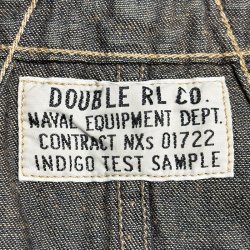 DOUBLE RL CO.
NAVAL EQUIPMENT DEPT.
CONTRACT NXs 01722
INDIGO TEST SAMPLE